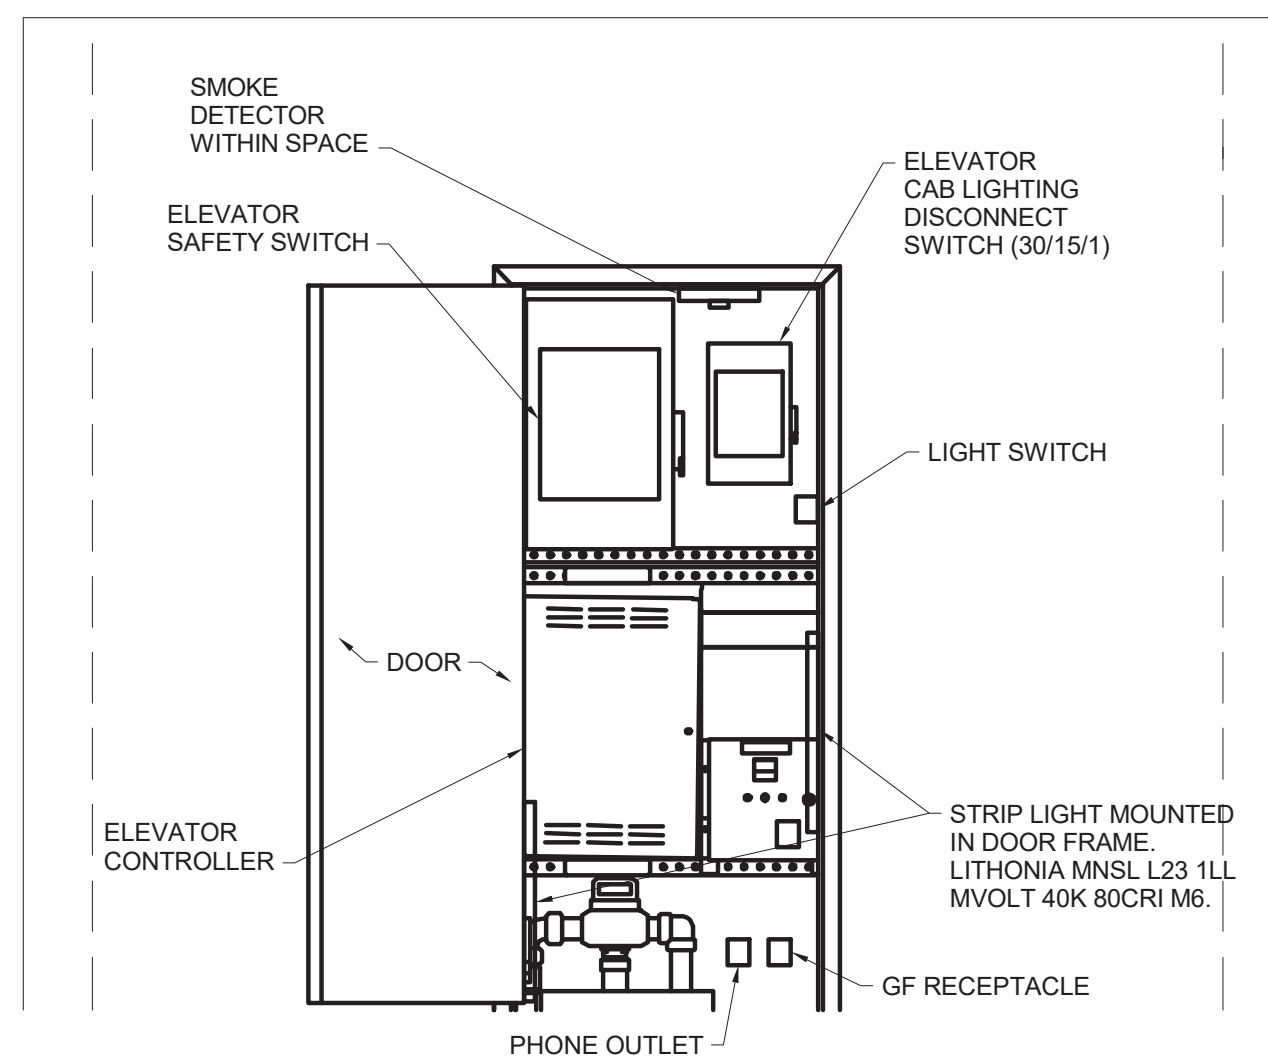 SMOKE
DETECTOR
WITHIN SPACE
ELEVATOR
CAB LIGHTING
DISCONNECT
SWITCH (30/15/1)
ELEVATOR
SAFETY SWITCH
LIGHT SWITCH
DOOR
ELEVATOR
CONTROLLER
STRIP LIGHT MOUNTED
IN DOOR FRAME.
LITHONIA MNSL L23 1LL
MVOLT 40K 80CRI M6.
GF RECEPTACLE
PHONE OUTLET